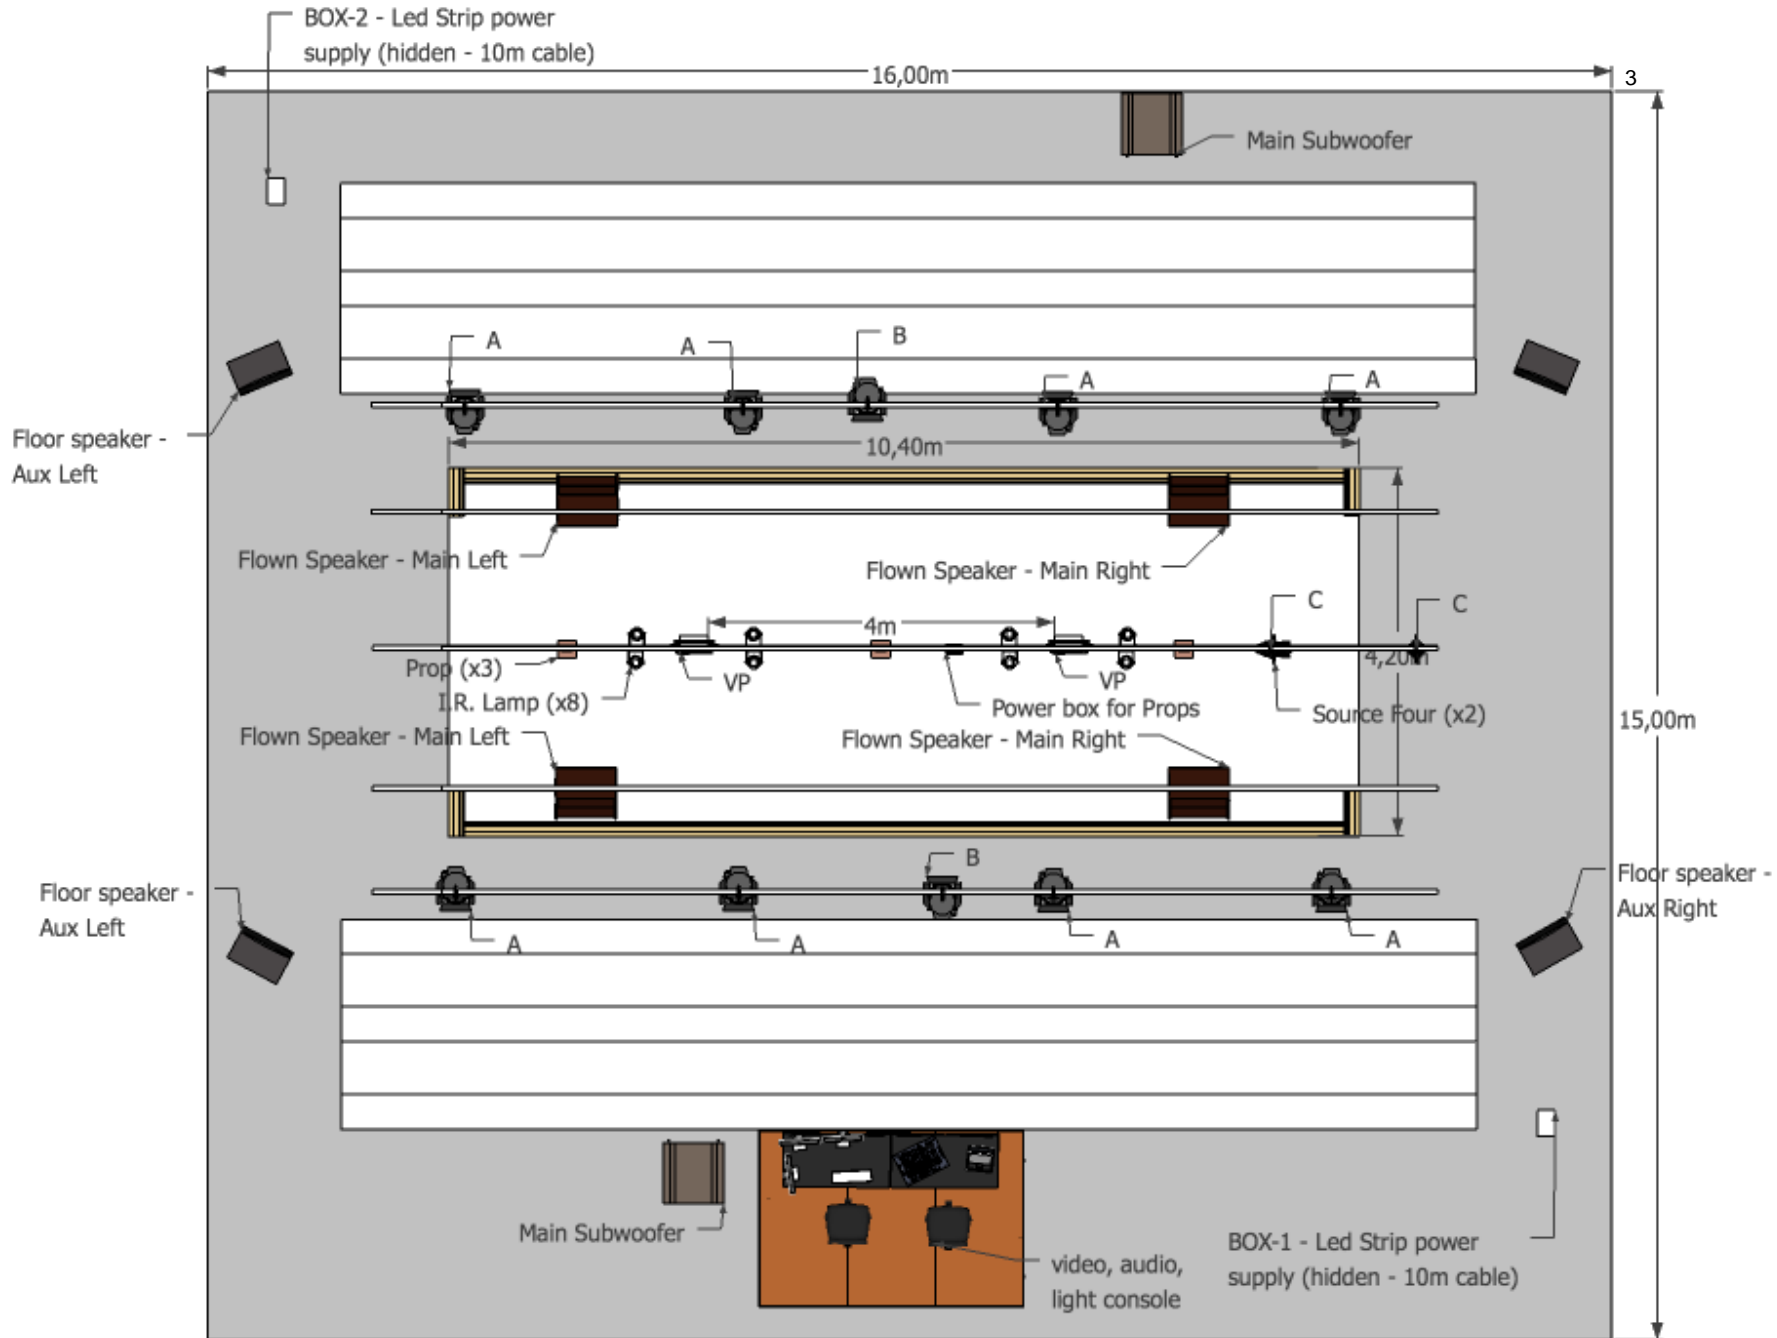 BOX-2 - Led Strip power
supply (hidden - 10m cable)
16,00m
3
Main Subwoofer
A
A
B
A
A
Floor speaker -
Aux Left
10,40m
Flown Speaker - Main Left
Flown Speaker - Main Right
C
C
4m
Prop (x3)
VP
VP
4,20m
I.R. Lamp (x8)
Power box for Props
Source Four (x2)
15,00m
Flown Speaker - Main Left
Flown Speaker - Main Right
B
Floor speaker -
Aux Left
Floor speaker -
Aux Right
A
A
A
A
Main Subwoofer
video, audio,
light console
BOX-1 - Led Strip power
supply (hidden - 10m cable)